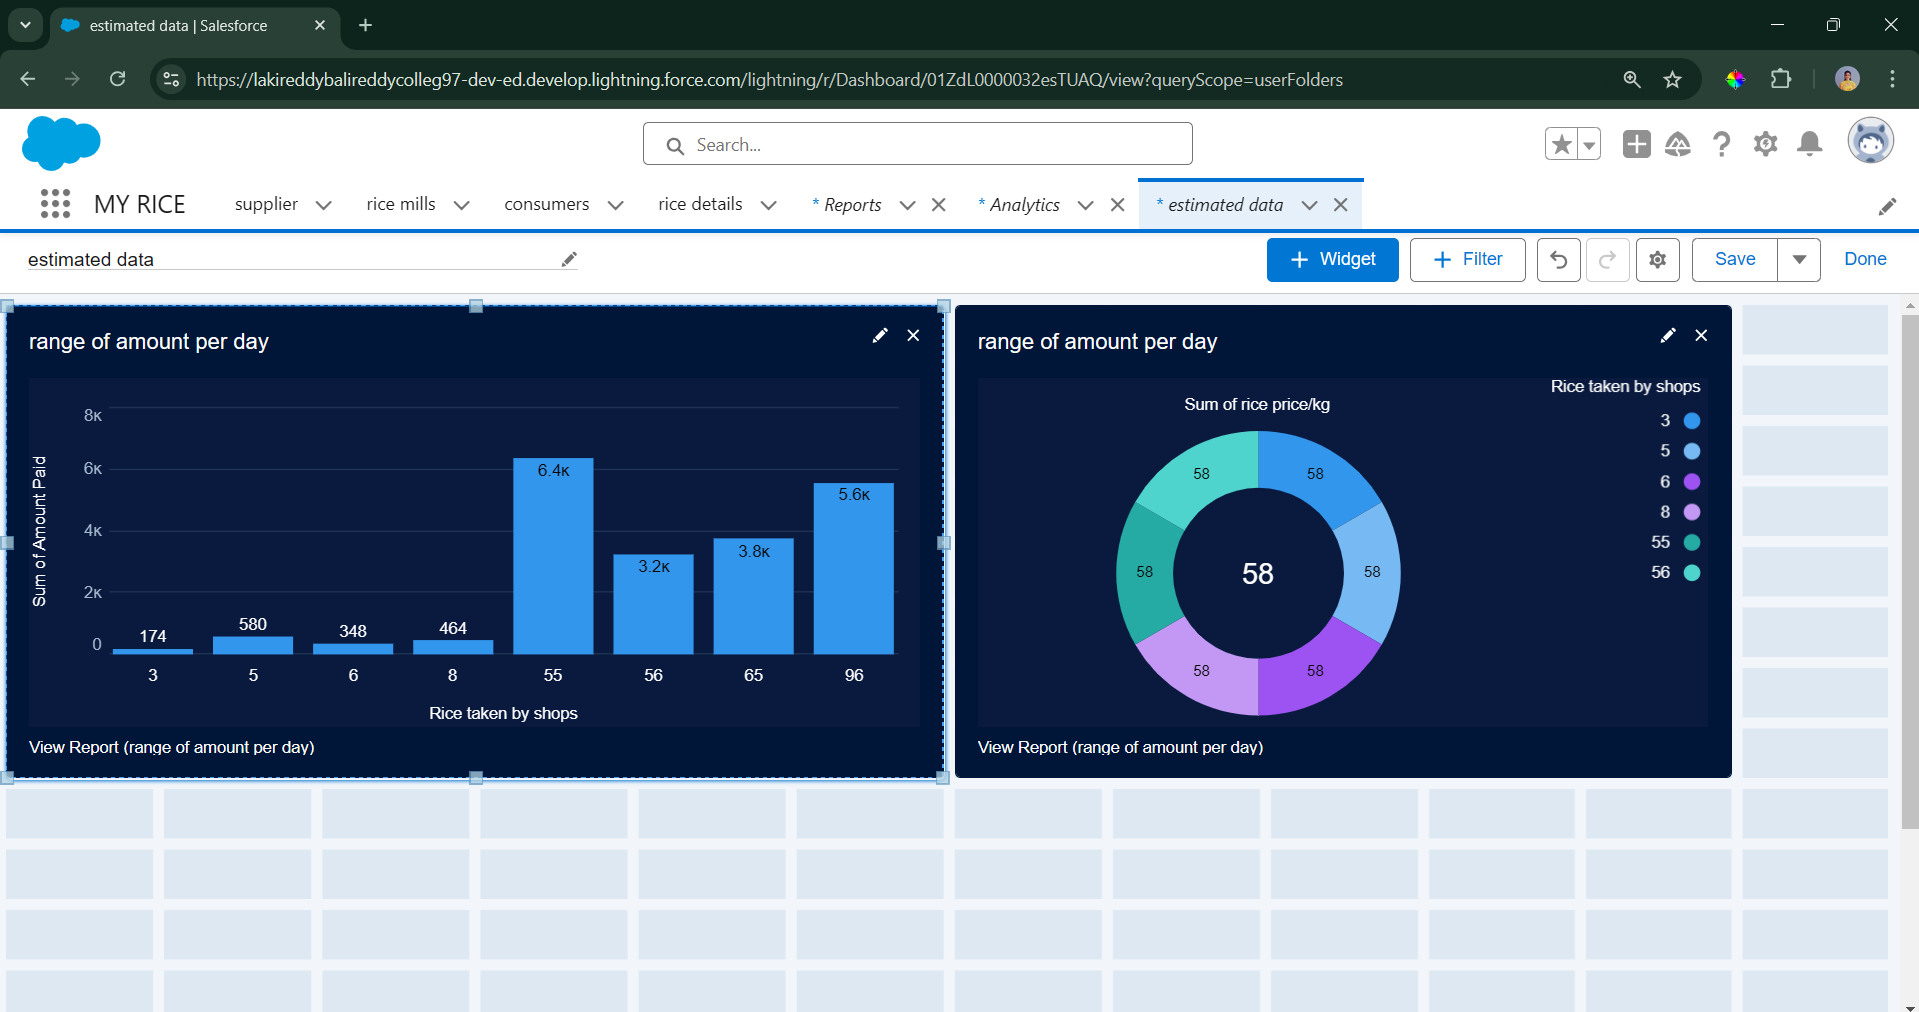 estimated data | Salesforce
https://lakireddybalireddycolleg97-dev-ed.develop.lightning.force.com/lightning/r/Dashboard/01ZdL0000032esTUAQ/view?queryScope=userFolders
Search...
MY RICE
supplier
rice mills
consumers
rice details
* Reports
* Analytics
* estimated data
estimated data
+ Widget
+ Filter
Save
Done
range of amount per day
Sum of Amount Paid
8K
6K
4K
2K
0
174
580
348
464
6.4K
3.2K
3.8K
5.6K
3
5
6
8
55
56
65
96
Rice taken by shops
View Report (range of amount per day)
range of amount per day
Sum of rice price/kg
58
58
58
58
58
58
58
Rice taken by shops
3
5
6
8
55
56
View Report (range of amount per day)